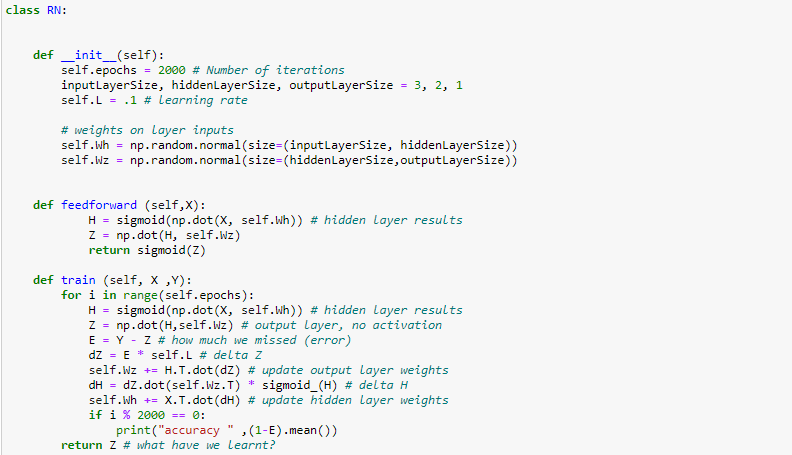 class RN:
def __init__(self):
self.epochs = 2000 # Number of iterations
inputLayerSize, hiddenLayerSize, outputLayerSize = 3, 2, 1
self.L = .1 # learning rate
# weights on layer inputs
self.Wh = np.random.normal(size=(inputLayerSize, hiddenLayerSize))
self.Wz = np.random.normal(size=(hiddenLayerSize,outputLayerSize))
def feedforward (self,X):
H = sigmoid(np.dot(X, self.Wh)) # hidden layer results
Z = np.dot(H, self.Wz)
return sigmoid(Z)
def train (self, X ,Y):
for i in range(self.epochs):
H = sigmoid(np.dot(X, self.Wh)) # hidden layer results
Z = np.dot(H,self.Wz) # output layer, no activation
E = Y - Z # how much we missed (error)
dZ = E * self.L # delta Z
self.Wz += H.T.dot(dZ) # update output layer weights
dH = dZ.dot(self.Wz.T) * sigmoid_(H) # delta H
self.Wh += X.T.dot(dH) # update hidden layer weights
if i % 2000 == 0:
print("accuracy " ,(1-E).mean())
return Z # what have we learnt?